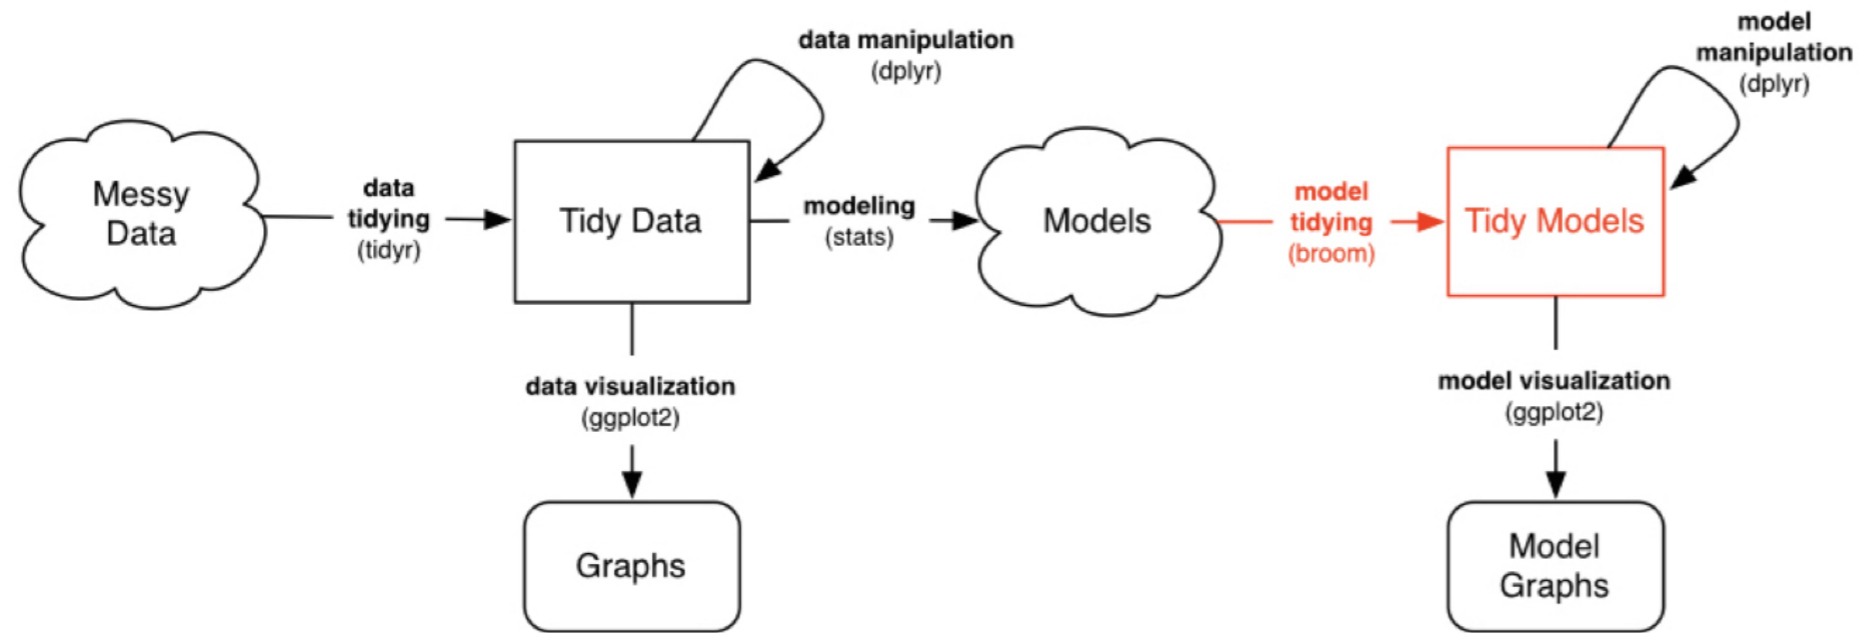 Messy
Data
data
tidying
(tidyr)
Tidy Data
data manipulation
(dplyr)
data visualization
(ggplot2)
Graphs
modeling
(stats)
Models
model
tidying
(broom)
Tidy Models
model
manipulation
(dplyr)
model visualization
(ggplot2)
Model
Graphs